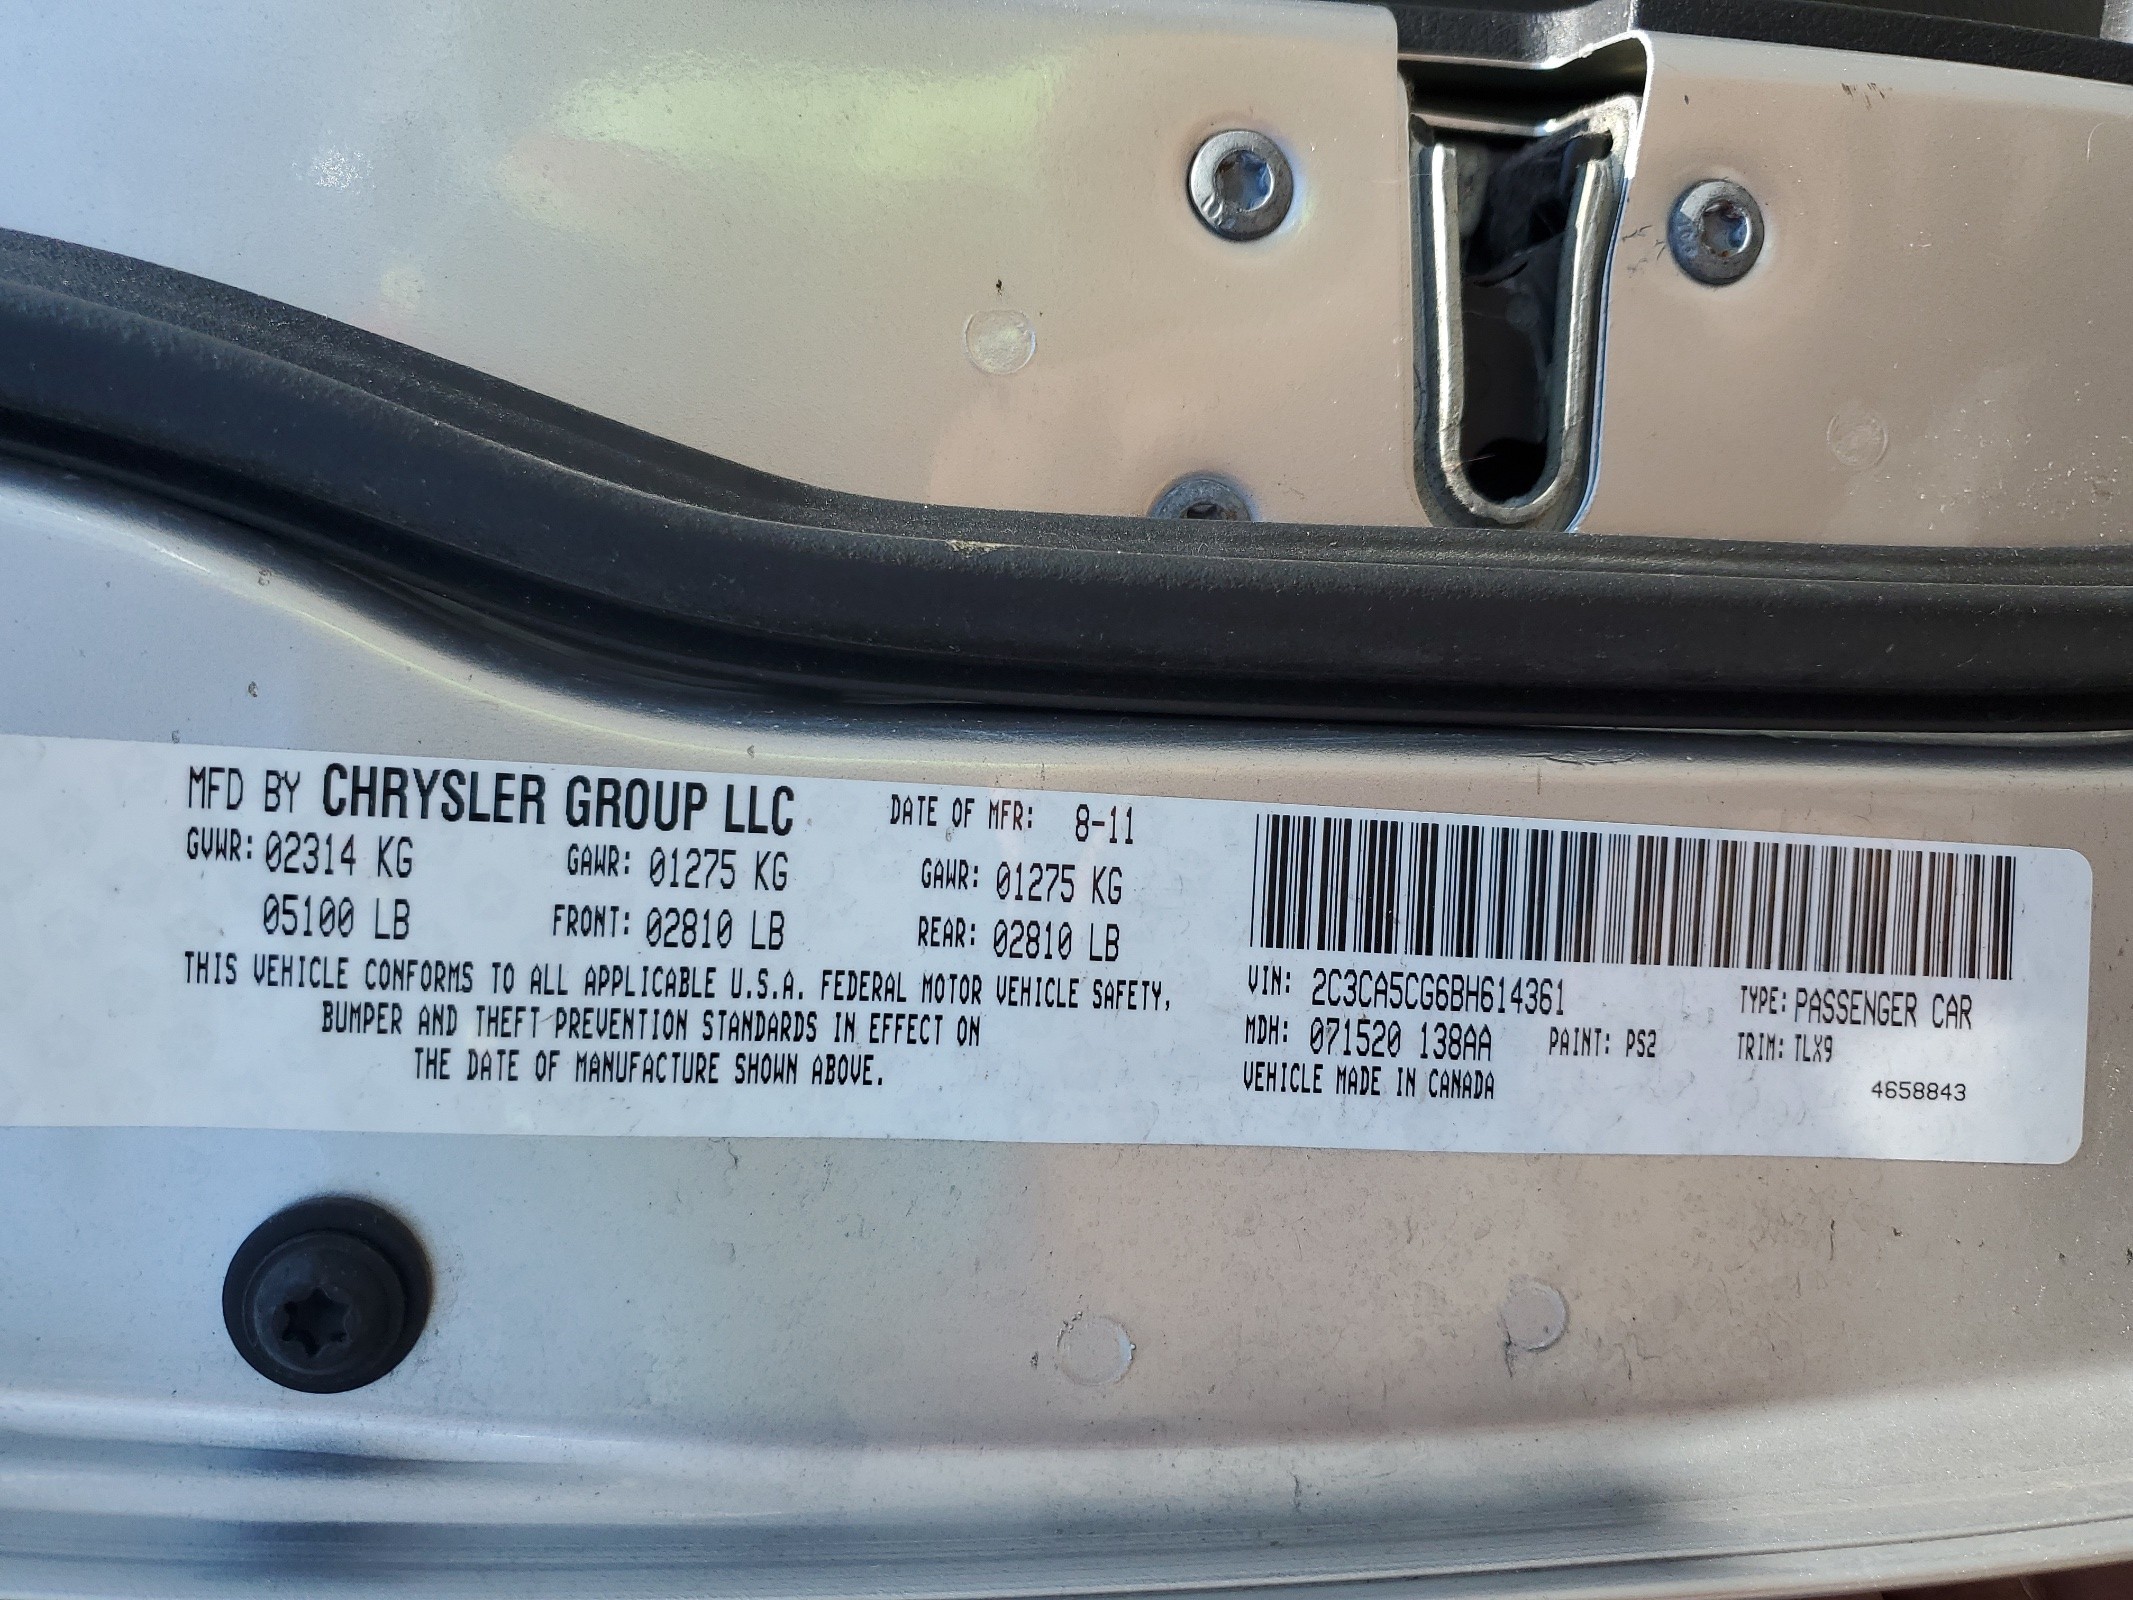 MFD BY CHRYSLER GROUP LLC DATE OF MFR: 8-11
GVWR: 02314 KG GAWR: 01275 KG GAWR: 01275 KG
05100 LB FRONT: 02810 LB REAR: 02810 LB
THIS VEHICLE CONFORMS TO ALL APPLICABLE U.S.A. FEDERAL MOTOR VEHICLE SAFETY,
BUMPER AND THEFT PREVENTION STANDARDS IN EFFECT ON
THE DATE OF MANUFACTURE SHOWN ABOVE.
VIN: 2C3CA5CG6BH614361 TYPE: PASSENGER CAR
MDH: 071520 138AA PAINT: PS2 TRIM: TLX9
VEHICLE MADE IN CANADA
4658843